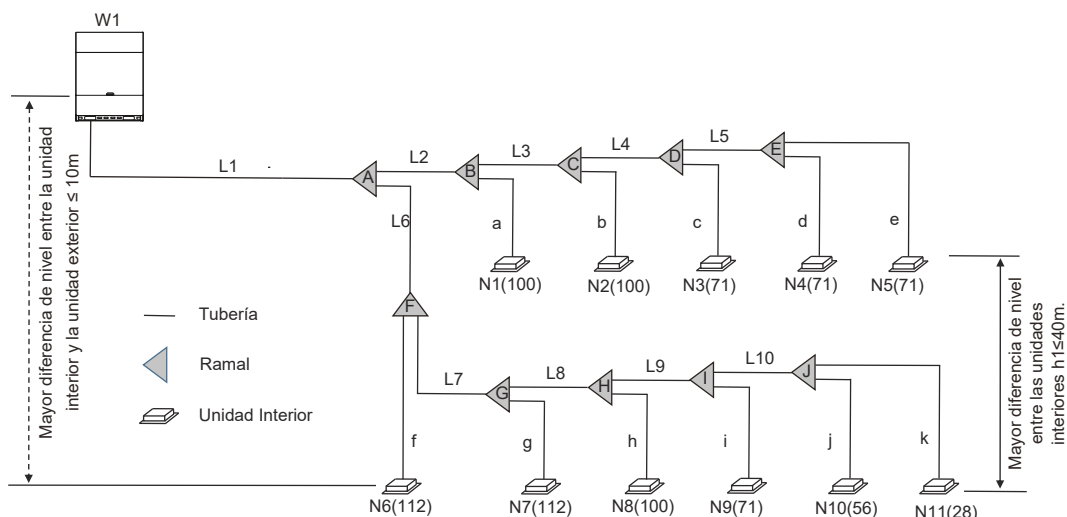 W1
Mayor diferencia de nivel entre la unidad
interior y la unidad exterior ≤ 10m
L1
L2
L3
L4
L5
A
B
C
D
E
L6
a
b
c
d
e
N1(100)
N2(100)
N3(71)
N4(71)
N5(71)
F
Tubería
Ramal
Unidad Interior
L7
L8
L9
L10
G
H
I
J
f
g
h
i
j
k
N6(112)
N7(112)
N8(100)
N9(71)
N10(56)
N11(28)
Mayor diferencia de nivel
entre las unidades
interiores h1≤40m.